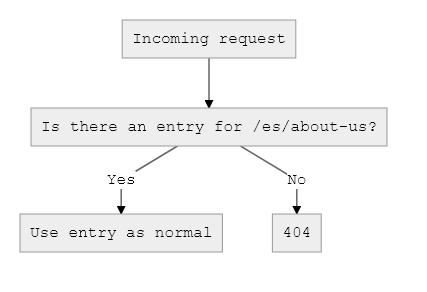 Incoming request
Is there an entry for /es/about-us?
Yes
No
Use entry as normal
404